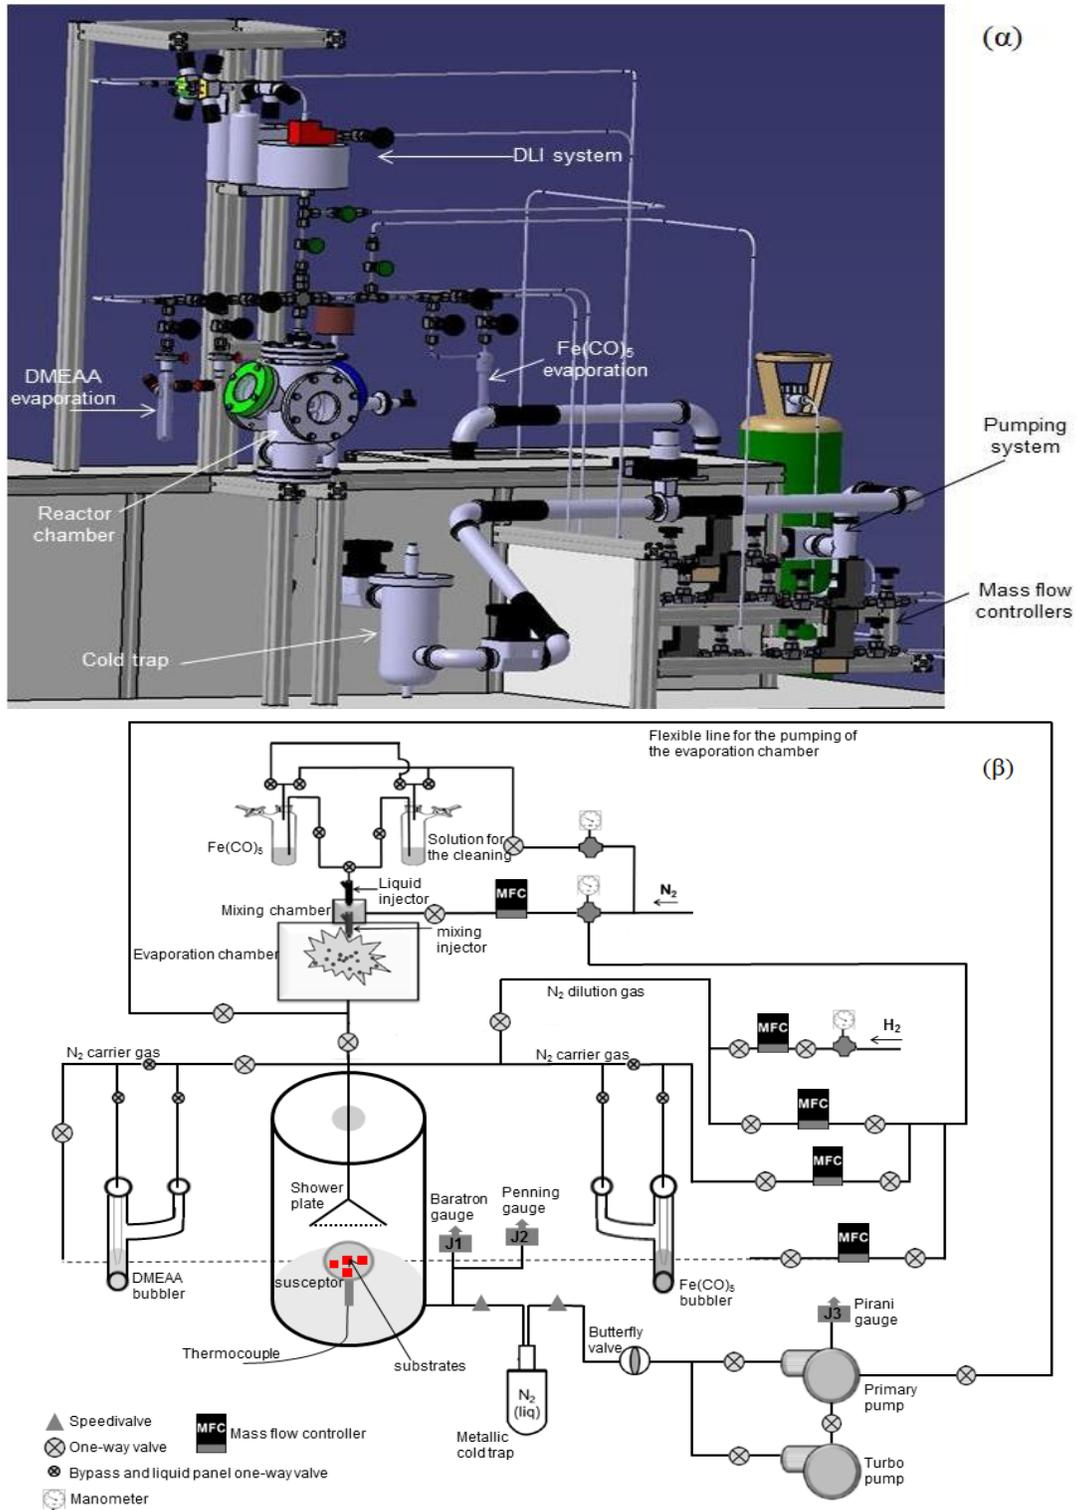 (α)
DLI system
Fe(CO)5
evaporation
DMEAA
evaporation
Pumping
system
Reactor
chamber
Mass flow
controllers
Cold trap
Flexible line for the pumping of
the evaporation chamber
(β)
Fe(CO)5
Solution for
the cleaning
Liquid
injector
MFC
N2
Mixing chamber
mixing
injector
Evaporation chamber
N2 dilution gas
MFC
H2
N2 carrier gas
N2 carrier gas
MFC
MFC
Shower
plate
Baratron
gauge
Penning
gauge
J1
J2
MFC
DMEAA
bubbler
susceptor
Fe(CO)5
bubbler
J3
Pirani
gauge
Butterfly
valve
Thermocouple
substrates
N2
(liq)
Primary
pump
Metallic
cold trap
Turbo
pump
Speedivalve
MFC
Mass flow controller
One-way valve
Bypass and liquid panel one-way valve
Manometer